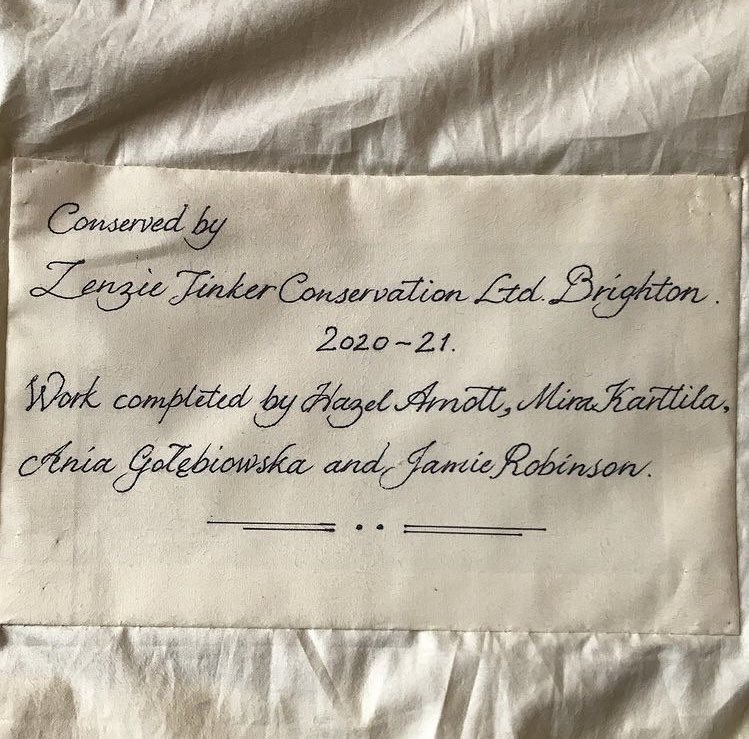 Conserved by
Zenzie Tinker Conservation Ltd. Brighton.
2020-21.
Work completed by Hazel Arnott, Mira Karttila,
Ania Gołębiowska and Jamie Robinson.